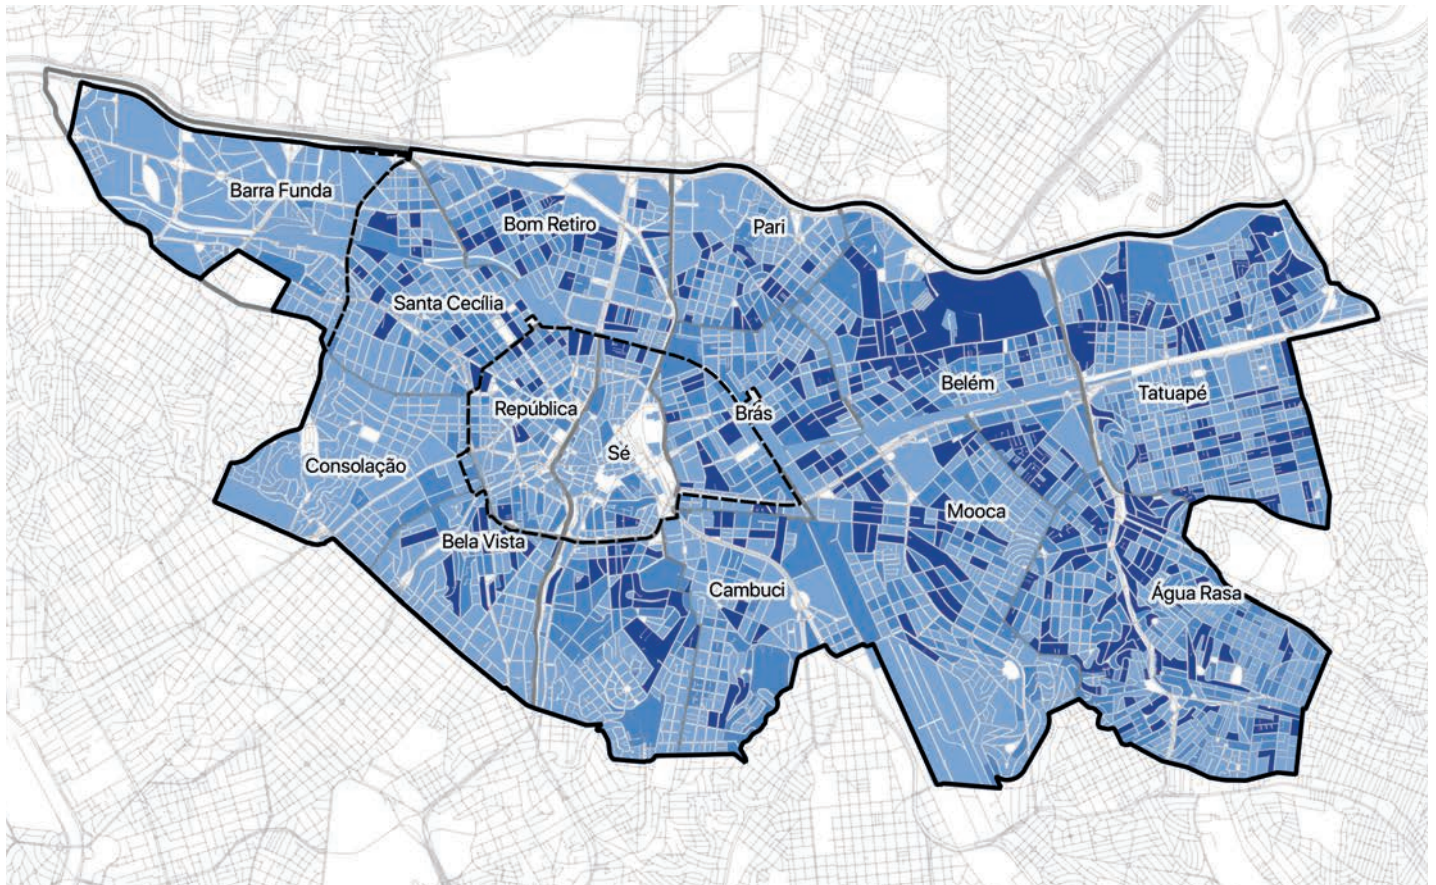 Barra Funda
Bom Retiro
Pari
Santa Cecília
República
Brás
Belém
Tatuapé
Sé
Consolação
Mooca
Bela Vista
Cambuci
Água Rasa